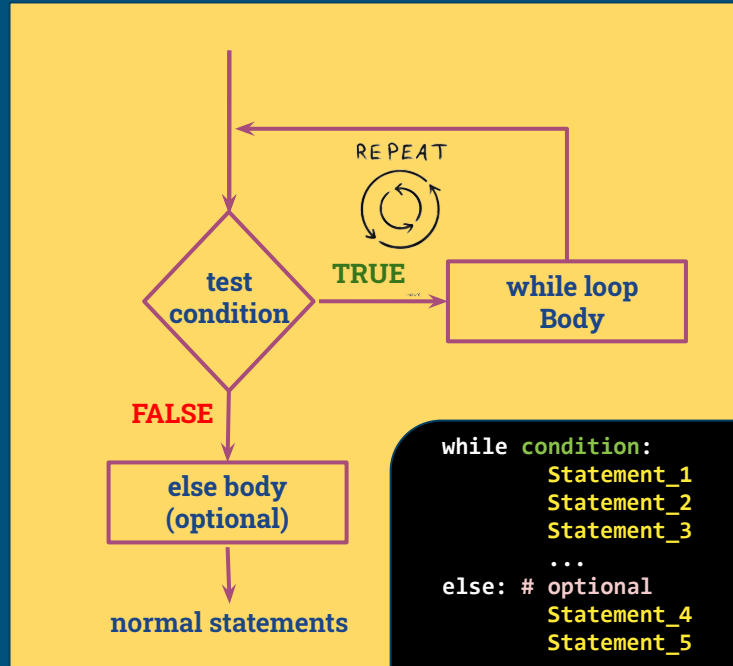 REPEAT
test
condition
TRUE
while loop
Body
FALSE
else body
(optional)
normal statements
while condition:
Statement_1
Statement_2
Statement_3
...
else: # optional
Statement_4
Statement_5